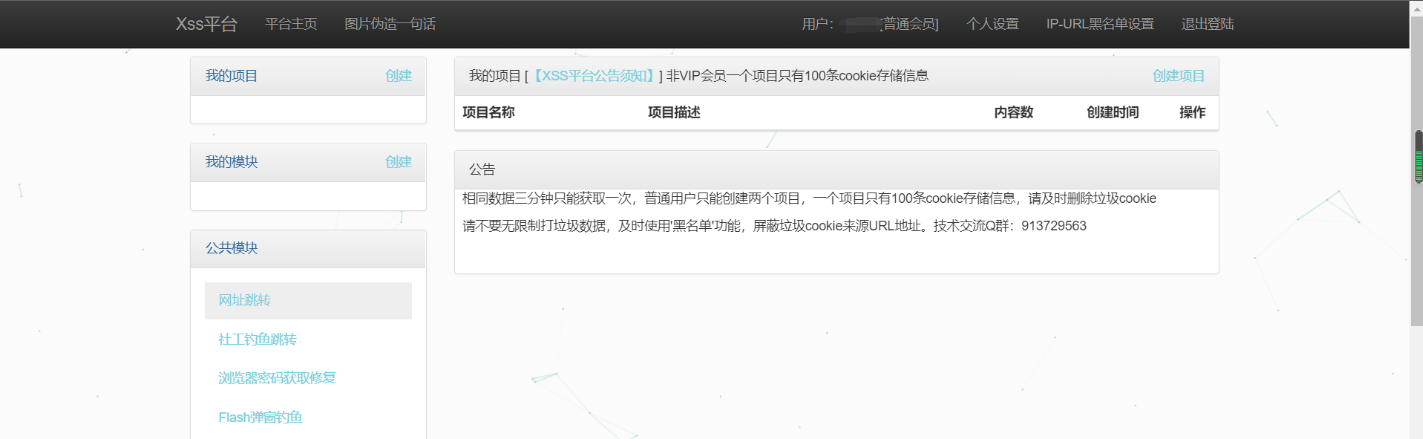 Xss平台 平台主页 图片伪造一句话 用户： [普通会员] 个人设置 IP-URL黑名单设置 退出登陆
我的项目 创建
我的模块 创建
公共模块
网址跳转
社工钓鱼跳转
浏览器密码获取修复
Flash弹窗钓鱼
我的项目 [【XSS平台公告须知】] 非VIP会员一个项目只有100条cookie存储信息 创建项目
项目名称 项目描述 内容数 创建时间 操作
公告
相同数据三分钟只能获取一次，普通用户只能创建两个项目，一个项目只有100条cookie存储信息，请及时删除垃圾cookie
请不要无限制打垃圾数据，及时使用'黑名单'功能，屏蔽垃圾cookie来源URL地址。技术交流Q群：913729563